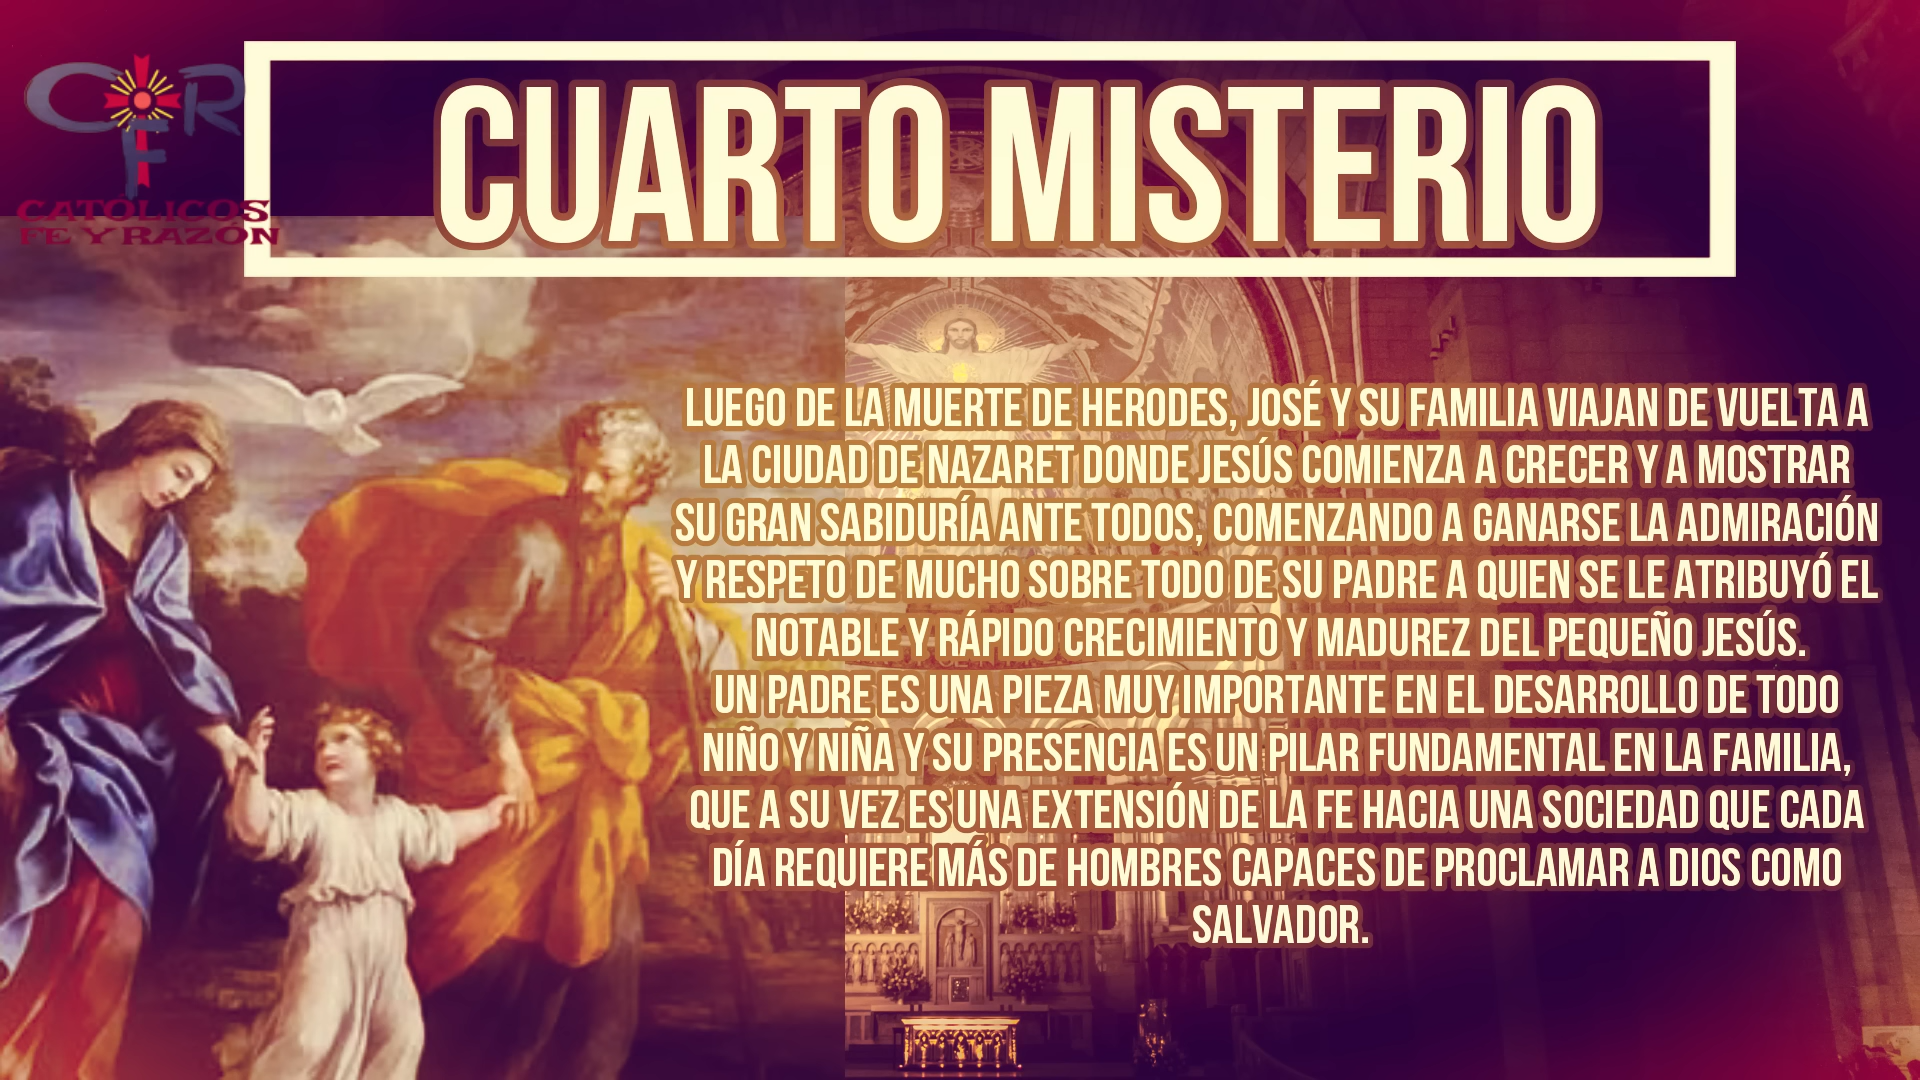 CFR
CATÓLICOS
FE Y RAZÓN
CUARTO MISTERIO
LUEGO DE LA MUERTE DE HERODES, JOSÉ Y SU FAMILIA VIAJAN DE VUELTA A
LA CIUDAD DE NAZARET DONDE JESÚS COMIENZA A CRECER Y A MOSTRAR
SU GRAN SABIDURÍA ANTE TODOS, COMENZANDO A GANARSE LA ADMIRACIÓN
Y RESPETO DE MUCHO SOBRE TODO DE SU PADRE A QUIEN SE LE ATRIBUYÓ EL
NOTABLE Y RÁPIDO CRECIMIENTO Y MADUREZ DEL PEQUEÑO JESÚS.
UN PADRE ES UNA PIEZA MUY IMPORTANTE EN EL DESARROLLO DE TODO
NIÑO Y NIÑA Y SU PRESENCIA ES UN PILAR FUNDAMENTAL EN LA FAMILIA,
QUE A SU VEZ ES UNA EXTENSIÓN DE LA FE HACIA UNA SOCIEDAD QUE CADA
DÍA REQUIERE MÁS DE HOMBRES CAPACES DE PROCLAMAR A DIOS COMO
SALVADOR.